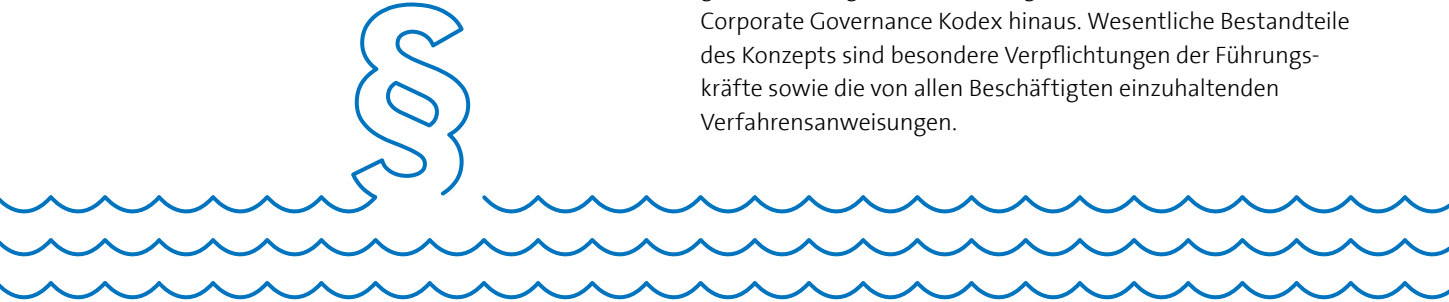 §
Corporate Governance Kodex hinaus. Wesentliche Bestandteile
des Konzepts sind besondere Verpflichtungen der Führungs-
kräfte sowie die von allen Beschäftigten einzuhaltenden
Verfahrensanweisungen.